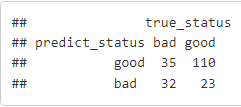 ##               true_status
## predict_status bad good
##           good  35  110
##           bad   32   23